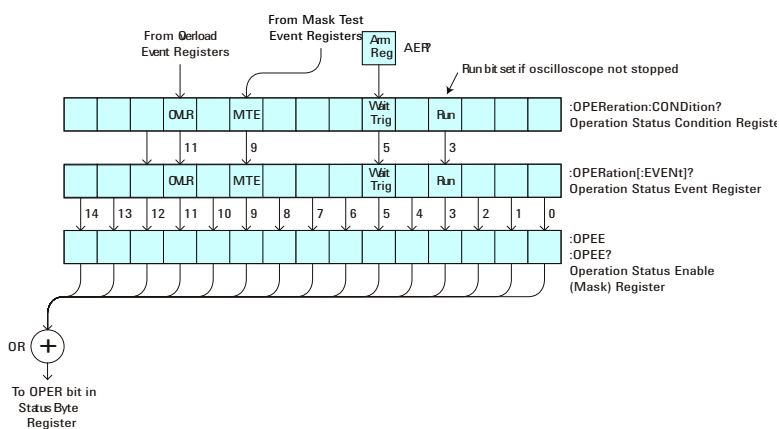 From Mask Test
Event Registers
From Overload
Event Registers
Arm
Reg
AER?
Run bit set if oscilloscope not stopped
OVLR
MTE
Wait
Trig
Run
:OPEReration:CONDition?
Operation Status Condition Registe
11
9
5
3
OVLR
MTE
Wait
Trig
Run
:OPERation[:EVENt]?
Operation Status Event Register
14 13 12 11 10 9 8 7 6 5 4 3 2 1 0
:OPEE
:OPEE?
Operation Status Enable
(Mask) Register
OR
+
To OPER bit in
Status Byte
Register